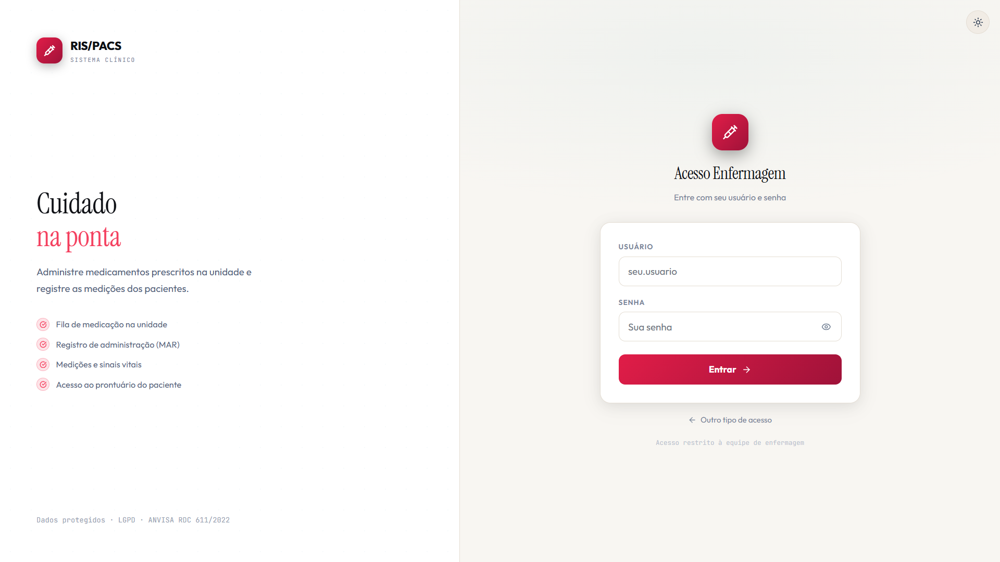 RIS/PACS
SISTEMA CLÍNICO
Cuidado
na ponta
Administre medicamentos prescritos na unidade e
registre as medições dos pacientes.
Fila de medicação na unidade
Registro de administração (MAR)
Medições e sinais vitais
Acesso ao prontuário do paciente
Dados protegidos · LGPD · ANVISA RDC 611/2022
Acesso Enfermagem
Entre com seu usuário e senha
USUÁRIO
seu.usuario
SENHA
Sua senha
Entrar →
← Outro tipo de acesso
Acesso restrito à equipe de enfermagem